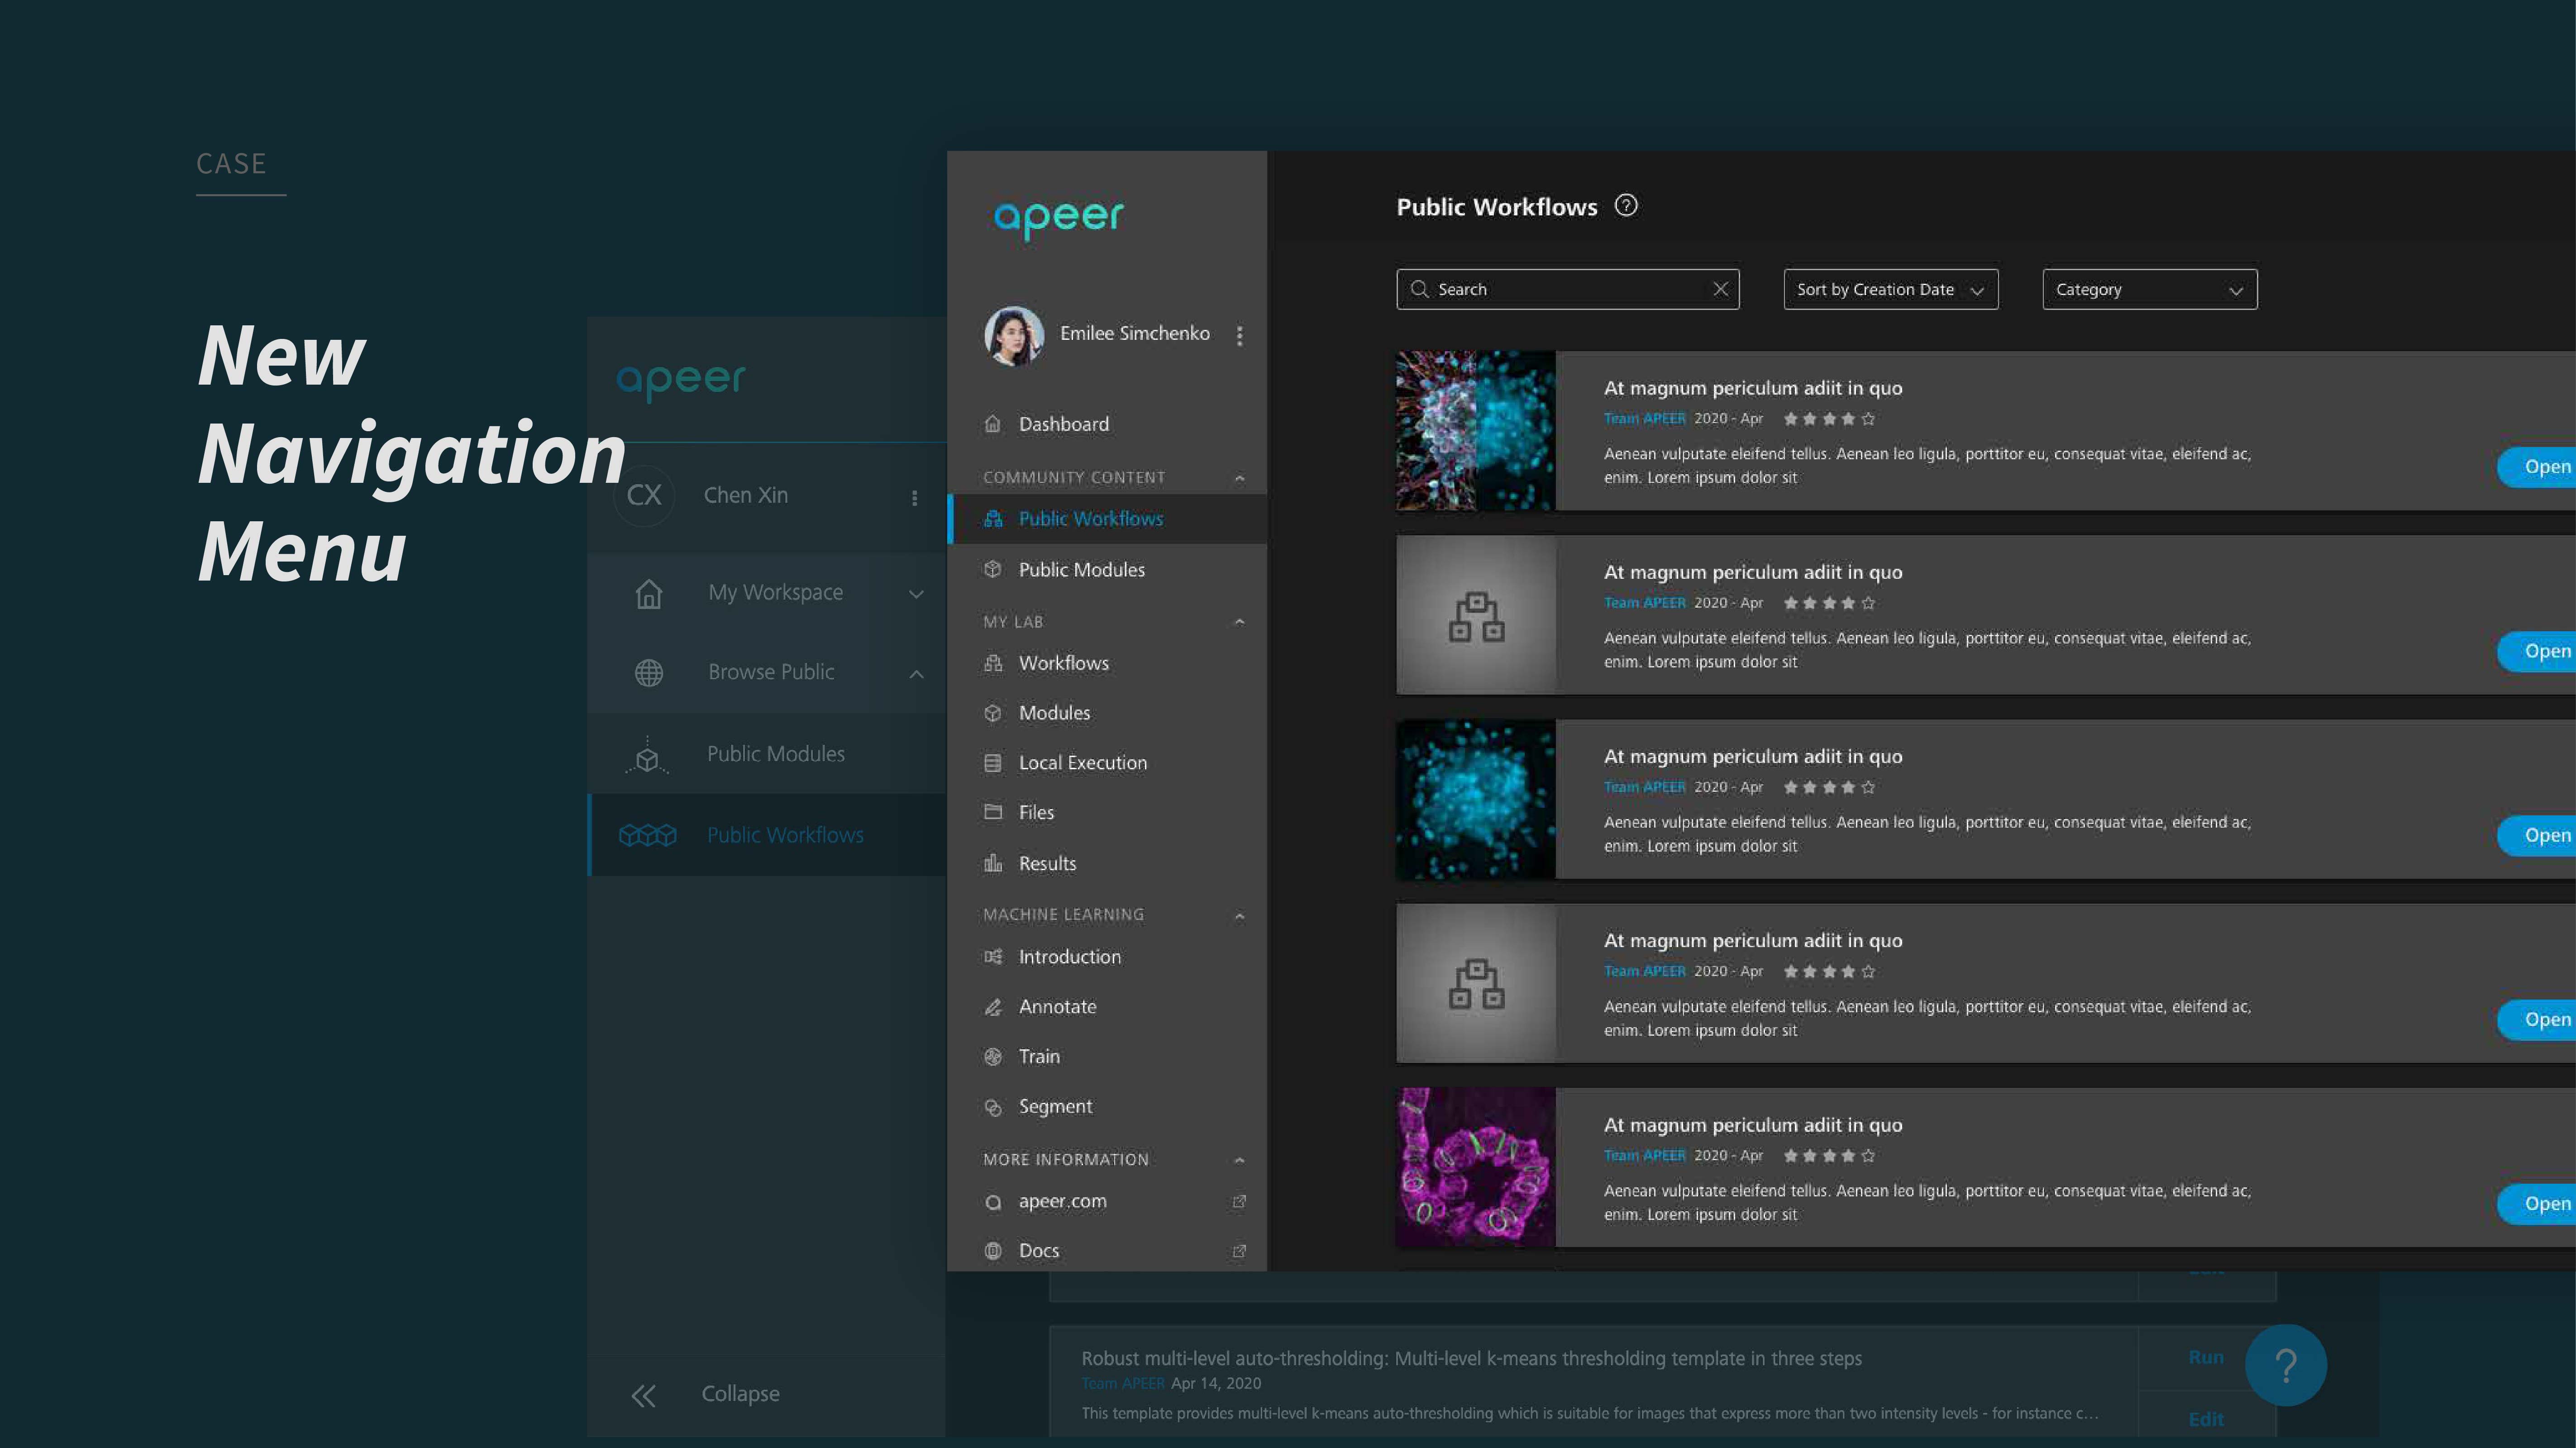 CASE
New
Navigation
Menu
apeer
CX
Chen Xin
My Workspace
Browse Public
Public Modules
Public Workflows
Collapse
apeer
Emilee Simchenko
Dashboard
COMMUNITY CONTENT
Public Workflows
Public Modules
MY LAB
Workflows
Modules
Local Execution
Files
Results
MACHINE LEARNING
Introduction
Annotate
Train
Segment
MORE INFORMATION
apeer.com
Docs
Public Workflows ?
Search
Sort by Creation Date
Category
At magnum periculum adiit in quo
Team APEER 2020 - Apr
Aenean vulputate eleifend tellus. Aenean leo ligula, porttitor eu, consequat vitae, eleifend ac,
enim. Lorem ipsum dolor sit
Open
At magnum periculum adiit in quo
Team APEER 2020 - Apr
Aenean vulputate eleifend tellus. Aenean leo ligula, porttitor eu, consequat vitae, eleifend ac,
enim. Lorem ipsum dolor sit
Open
At magnum periculum adiit in quo
Team APEER 2020 - Apr
Aenean vulputate eleifend tellus. Aenean leo ligula, porttitor eu, consequat vitae, eleifend ac,
enim. Lorem ipsum dolor sit
Open
At magnum periculum adiit in quo
Team APEER 2020 - Apr
Aenean vulputate eleifend tellus. Aenean leo ligula, porttitor eu, consequat vitae, eleifend ac,
enim. Lorem ipsum dolor sit
Open
At magnum periculum adiit in quo
Team APEER 2020 - Apr
Aenean vulputate eleifend tellus. Aenean leo ligula, porttitor eu, consequat vitae, eleifend ac,
enim. Lorem ipsum dolor sit
Open
Robust multi-level auto-thresholding: Multi-level k-means thresholding template in three steps
Team APEER Apr 14, 2020
This template provides multi-level k-means auto-thresholding which is suitable for images that express more than two intensity levels - for instance c...
Run
Edit
?